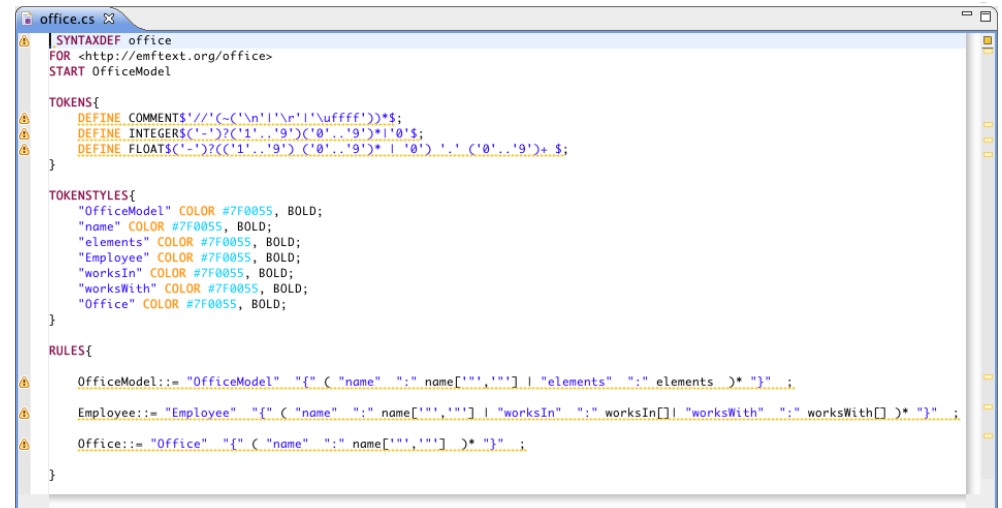 office.cs
SYNTAXDEF office
FOR <http://emftext.org/office>
START OfficeModel
TOKENS{
DEFINE COMMENT$'//'(~('\n'|'\r'|'\uffff'))*$;
DEFINE INTEGER$('-')?('1'..'9')('0'..'9')*|'0'$;
DEFINE FLOAT$('-')?(('1'..'9') ('0'..'9')* | '0') '.' ('0'..'9')+ $;
}
TOKENSTYLES{
"OfficeModel" COLOR #7F0055, BOLD;
"name" COLOR #7F0055, BOLD;
"elements" COLOR #7F0055, BOLD;
"Employee" COLOR #7F0055, BOLD;
"worksIn" COLOR #7F0055, BOLD;
"worksWith" COLOR #7F0055, BOLD;
"Office" COLOR #7F0055, BOLD;
}
RULES{
OfficeModel::= "OfficeModel" "{" ( "name" ":" name['"','"'] | "elements" ":" elements )* "}" ;
Employee::= "Employee" "{" ( "name" ":" name['"','"'] | "worksIn" ":" worksIn[]| "worksWith" ":" worksWith[] )* "}" ;
Office::= "Office" "{" ( "name" ":" name['"','"'] )* "}" ;
}